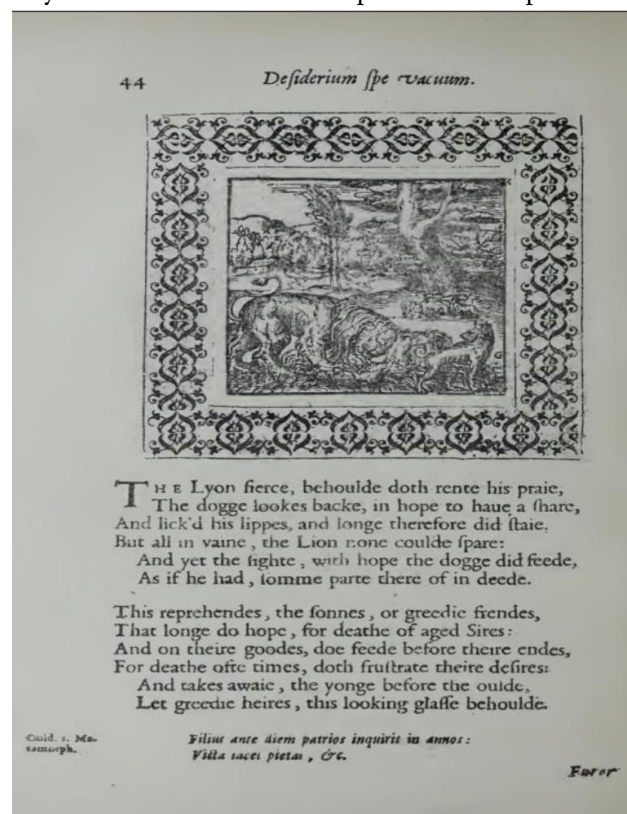 44
Desiderium spe vacuum.
THE Lyon fierce, behoulde doth rente his praie,
The dogge lookes backe, in hope to haue a share,
And lick'd his lippes, and longe therefore did staie.
But all in vaine, the Lion none coulde spare:
And yet the sighte, with hope the dogge did feede,
As if he had, somme parte there of in deede.
This reprehendes, the sonnes, or greedie frendes,
That longe do hope, for deathe of aged Sires:
And on theire goodes, doe feede before theire endes,
For deathe ofte times, doth frustrate theire desires:
And takes awaie, the yonge before the oulde,
Let greedie heires, this looking glasse behoulde.
Ouid. 1. Me-
tamorph.
Filius ante diem patrios inquirit in annos:
Victa iacet pietas, &c.
Furor